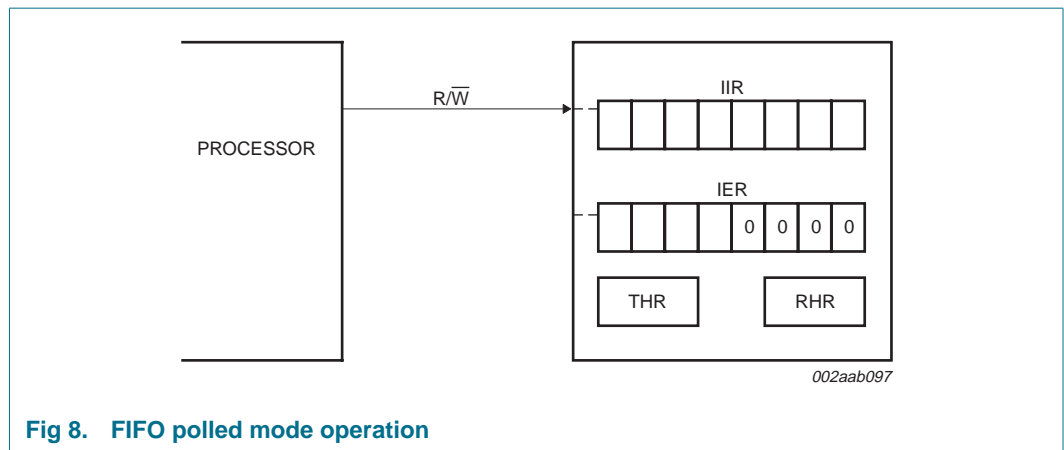 R/W̅
PROCESSOR
IIR
IER
0 0 0 0
THR
RHR
002aab097
Fig 8. FIFO polled mode operation